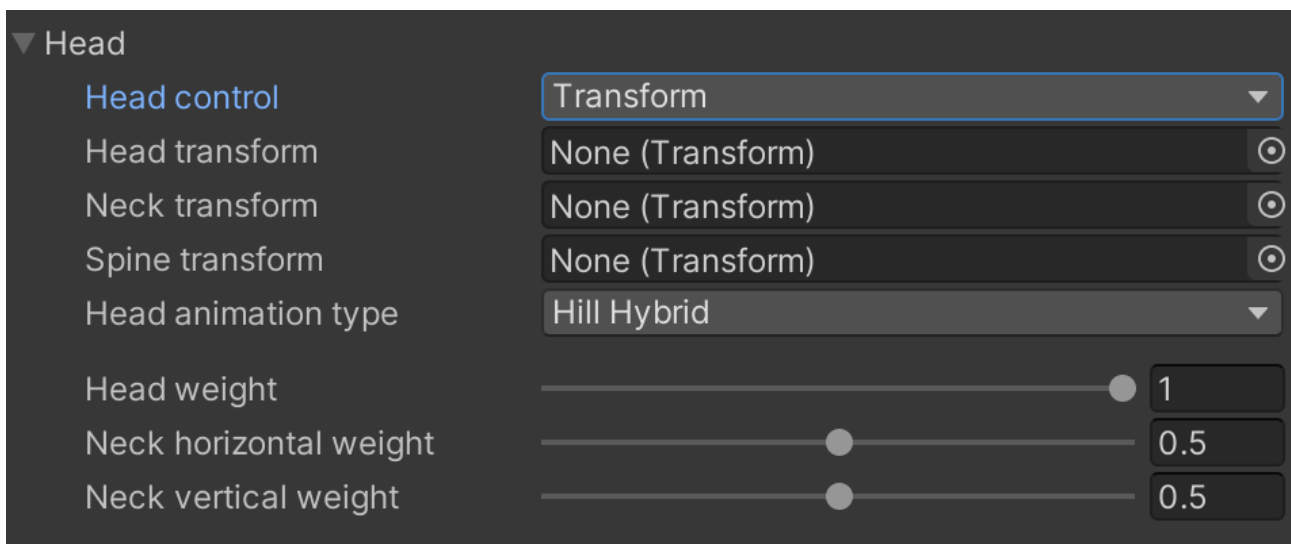 Head
Head control Transform
Head transform None (Transform)
Neck transform None (Transform)
Spine transform None (Transform)
Head animation type Hill Hybrid
Head weight 1
Neck horizontal weight 0.5
Neck vertical weight 0.5